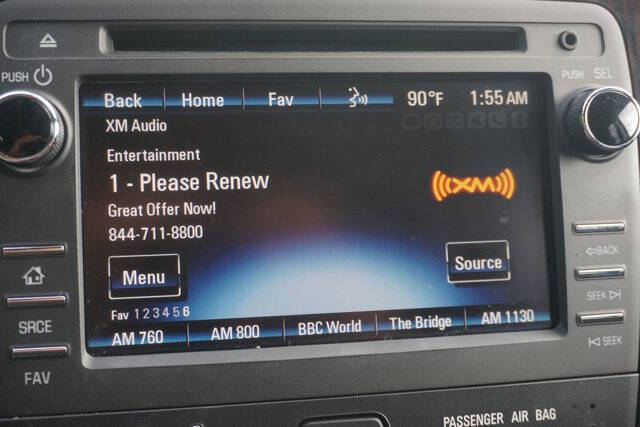 PUSH
PUSH SEL
Back Home Fav 90°F 1:55 AM
XM Audio
Entertainment
1 - Please Renew
XM
Great Offer Now!
844-711-8800
Menu
Source
BACK
Fav 1 2 3 4 5 6
SEEK
SRCE
AM 760 AM 800 BBC World The Bridge AM 1130
SEEK
FAV
PASSENGER AIR BAG